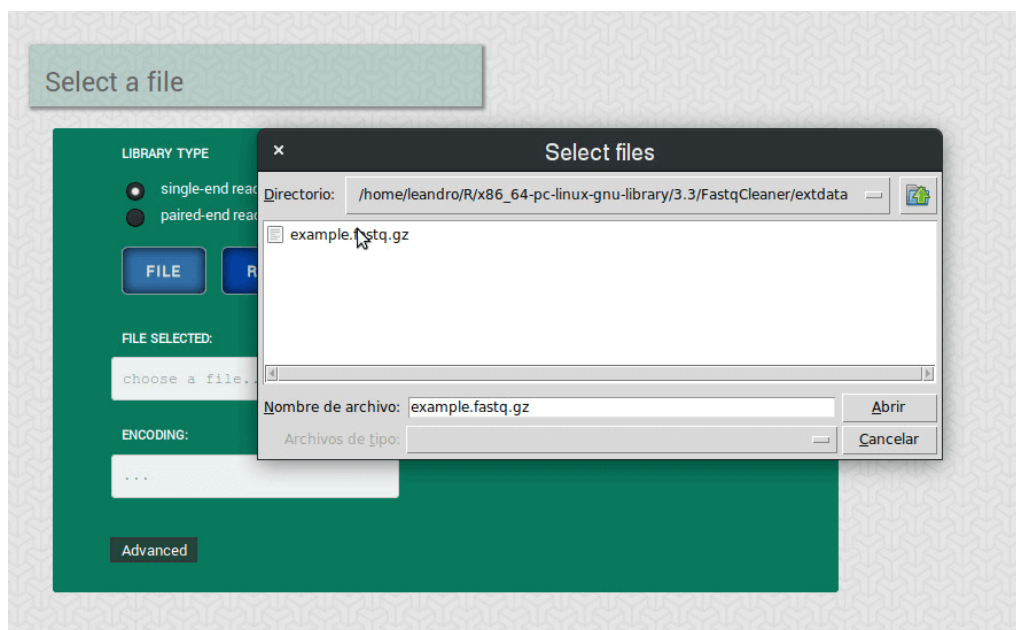 Select a file
LIBRARY TYPE
single-end read
paired-end read
FILE
R
FILE SELECTED:
choose a file..
ENCODING:
...
Advanced
×
Select files
Directorio: /home/leandro/R/x86_64-pc-linux-gnu-library/3.3/FastqCleaner/extdata
example.fastq.gz
Nombre de archivo: example.fastq.gz
Abrir
Archivos de tipo:
Cancelar